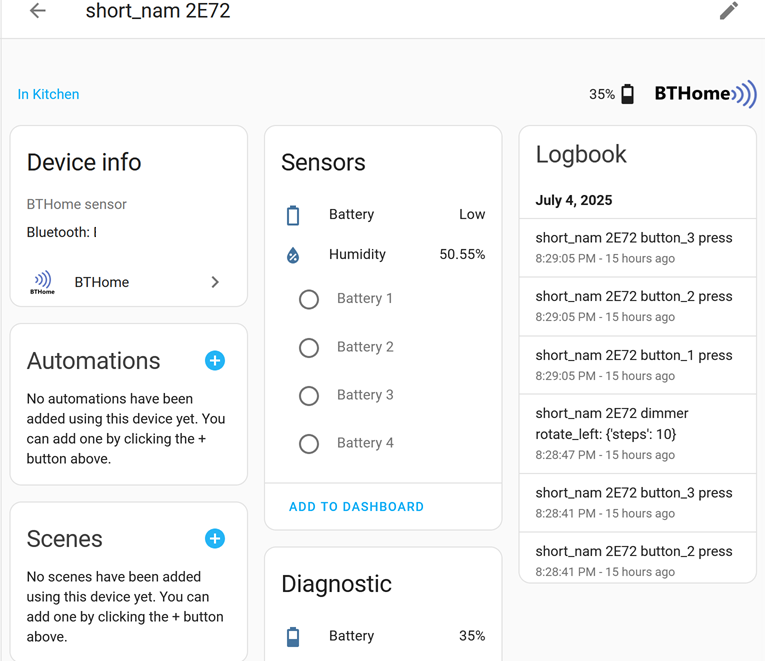 short_nam 2E72
In Kitchen
35%
BTHome
Device info
BTHome sensor
Bluetooth: I
BTHome
BTHome
Automations
No automations have been
added using this device yet. You
can add one by clicking the +
button above.
Scenes
No scenes have been added
using this device yet. You can
add one by clicking the + button
above.
Sensors
Battery Low
Humidity 50.55%
Battery 1
Battery 2
Battery 3
Battery 4
ADD TO DASHBOARD
Diagnostic
Battery 35%
Logbook
July 4, 2025
short_nam 2E72 button_3 press
8:29:05 PM - 15 hours ago
short_nam 2E72 button_2 press
8:29:05 PM - 15 hours ago
short_nam 2E72 button_1 press
8:29:05 PM - 15 hours ago
short_nam 2E72 dimmer
rotate_left: {'steps': 10}
8:28:47 PM - 15 hours ago
short_nam 2E72 button_3 press
8:28:41 PM - 15 hours ago
short_nam 2E72 button_2 press
8:28:41 PM - 15 hours ago